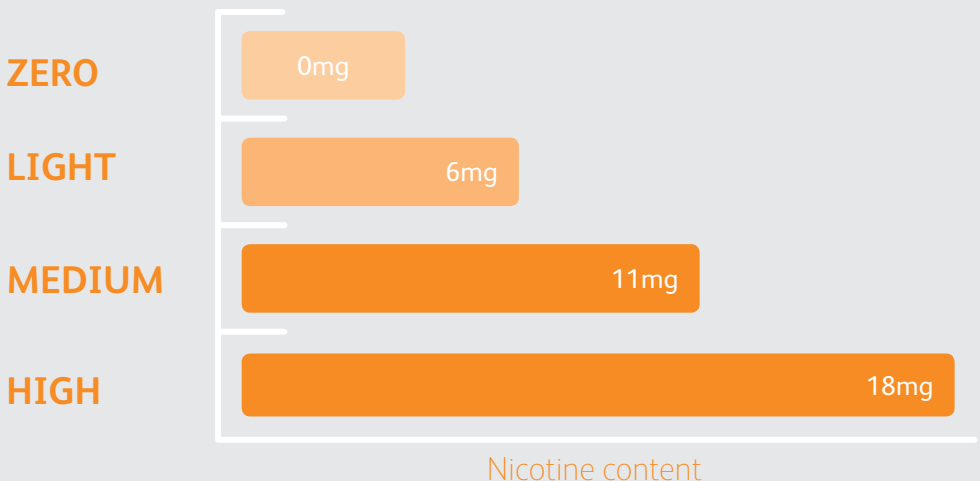 ZERO
0mg
LIGHT
6mg
MEDIUM
11mg
HIGH
18mg
Nicotine content